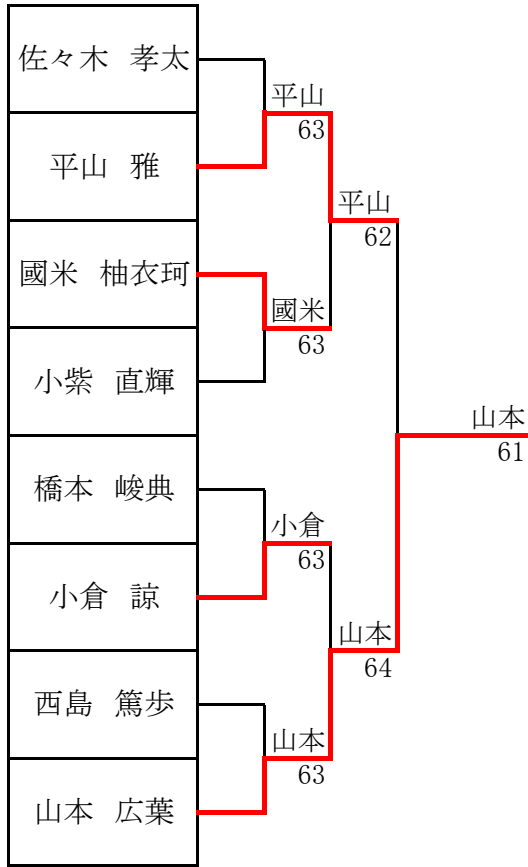 佐々木 孝太
平山 雅
國米 柚衣珂
小紫 直輝
橋本 峻典
小倉 諒
西島 篤歩
山本 広葉
平山
63
國米
63
小倉
63
山本
63
平山
62
山本
64
山本
61